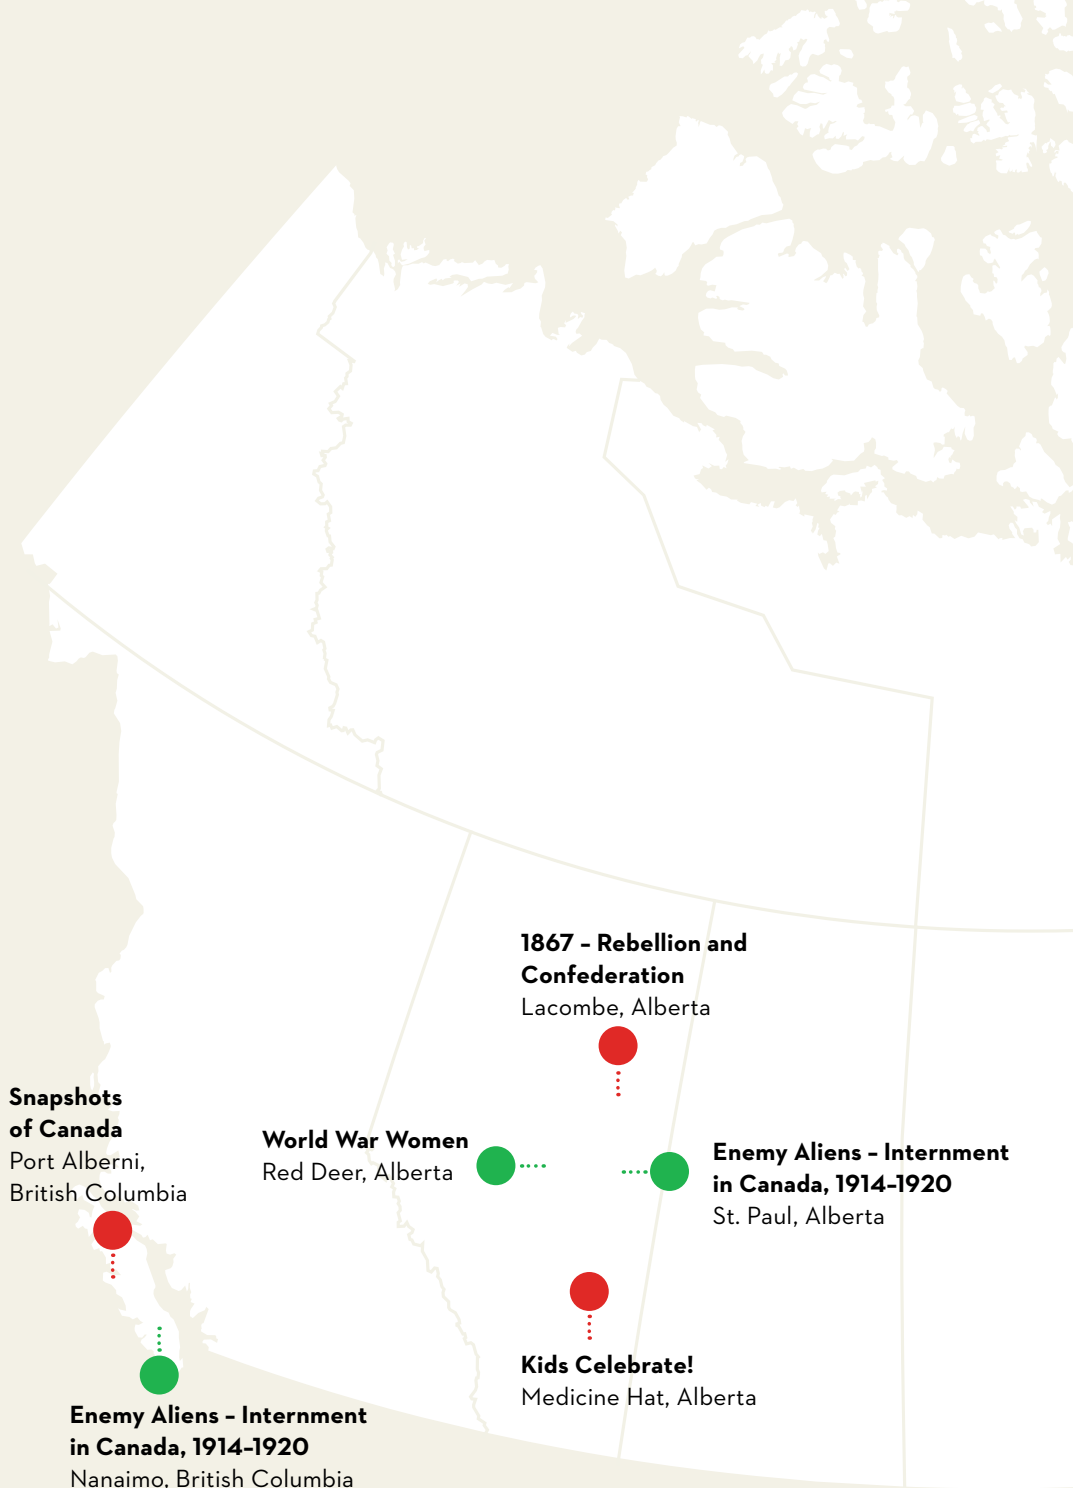 1867 – Rebellion and
Confederation
Lacombe, Alberta
Snapshots
of Canada
Port Alberni,
British Columbia
World War Women
Red Deer, Alberta
Enemy Aliens – Internment
in Canada, 1914–1920
St. Paul, Alberta
Kids Celebrate!
Medicine Hat, Alberta
Enemy Aliens – Internment
in Canada, 1914–1920
Nanaimo, British Columbia